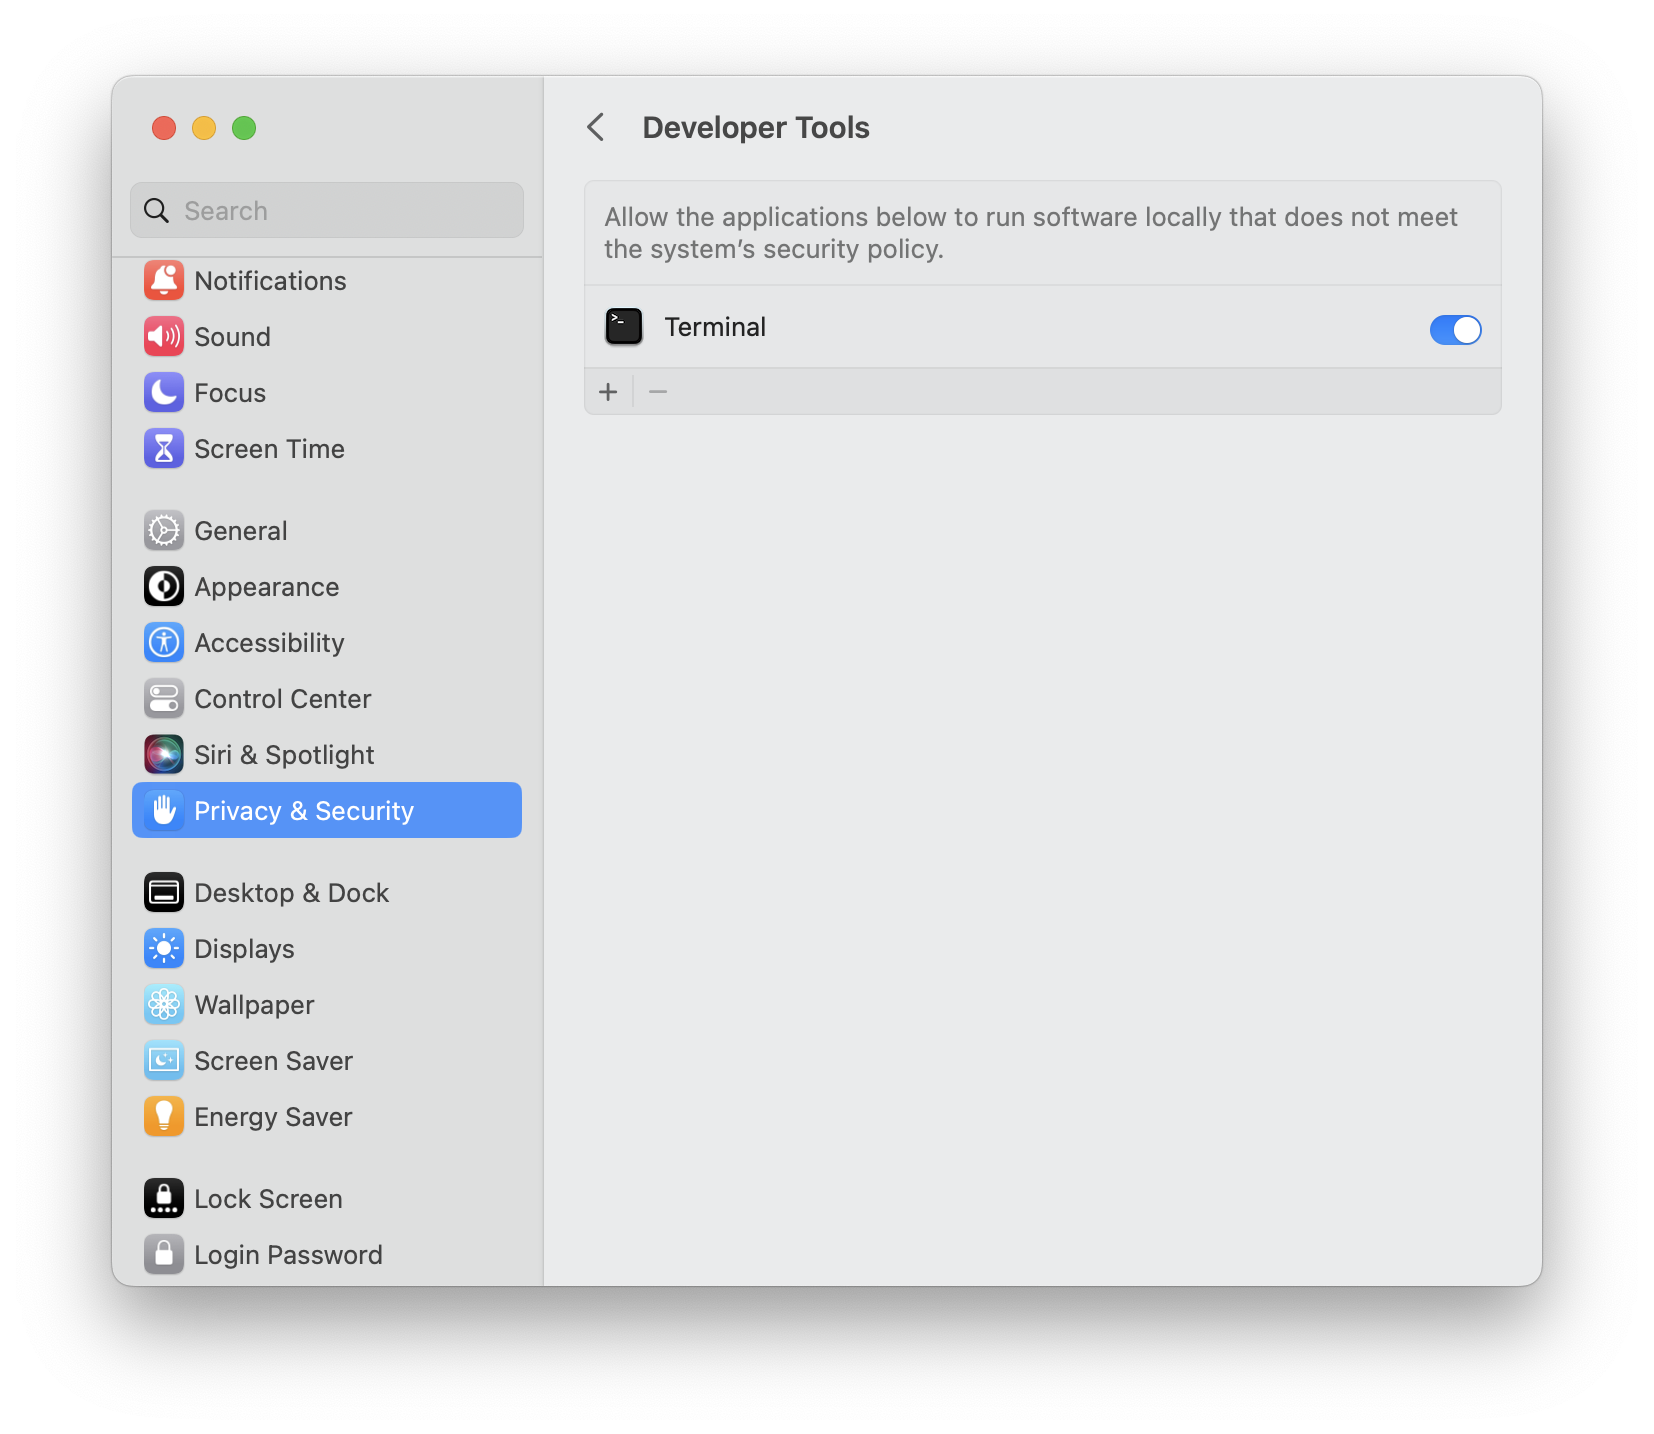 Search
Notifications
Sound
Focus
Screen Time
General
Appearance
Accessibility
Control Center
Siri & Spotlight
Privacy & Security
Desktop & Dock
Displays
Wallpaper
Screen Saver
Energy Saver
Lock Screen
Login Password
Developer Tools
Allow the applications below to run software locally that does not meet
the system’s security policy.
Terminal